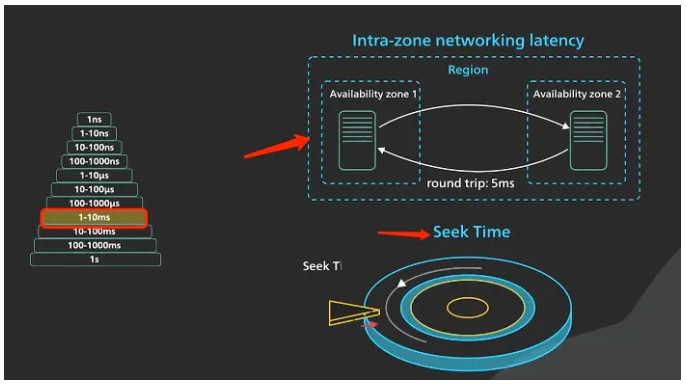 1ns
1-10ns
10-100ns
100-1000ns
1-10µs
10-100µs
100-1000µs
1-10ms
10-100ms
100-1000ms
1s
Intra-zone networking latency
Region
Availability zone 1
Availability zone 2
round trip: 5ms
Seek Time
Seek Ti